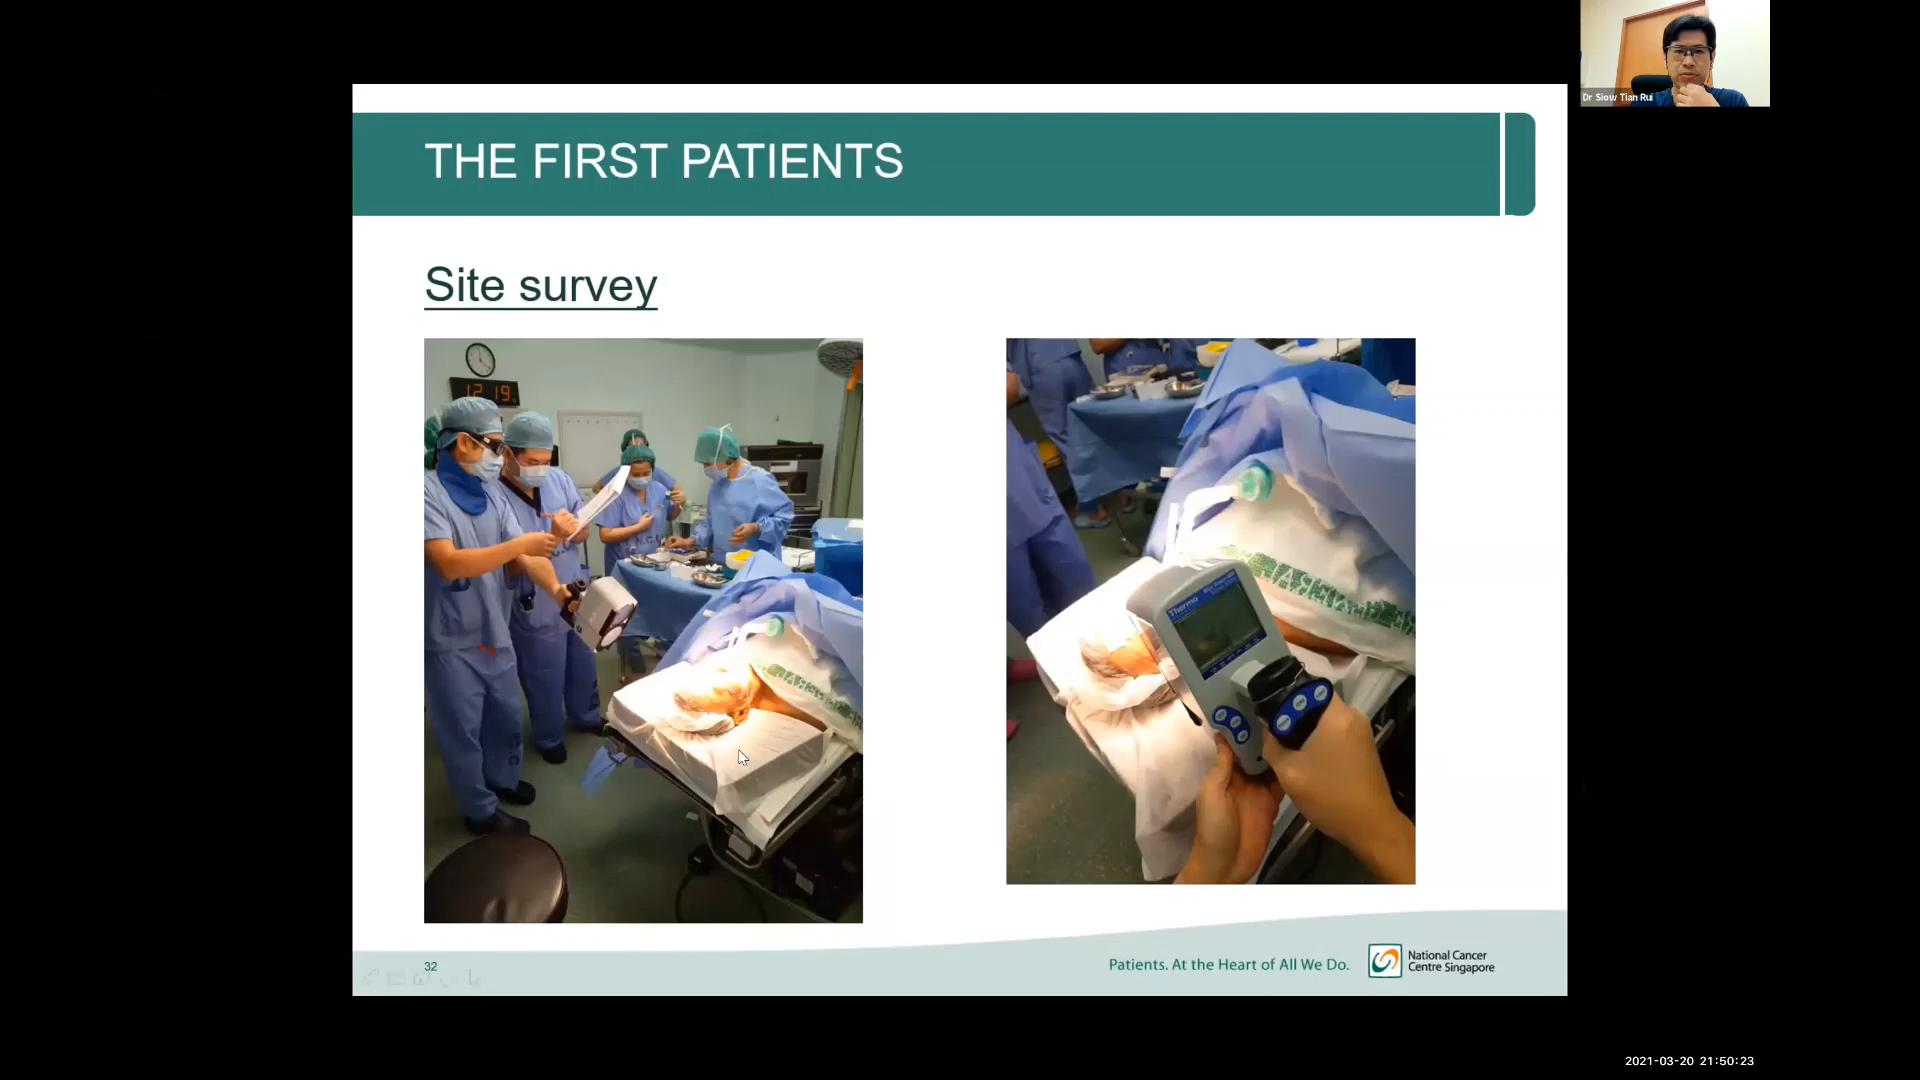 Dr Siow Tian Rui
THE FIRST PATIENTS
Site survey
12 19
Thermo
32
Patients. At the Heart of All We Do.
National Cancer
Centre Singapore
2021-03-20 21:50:23